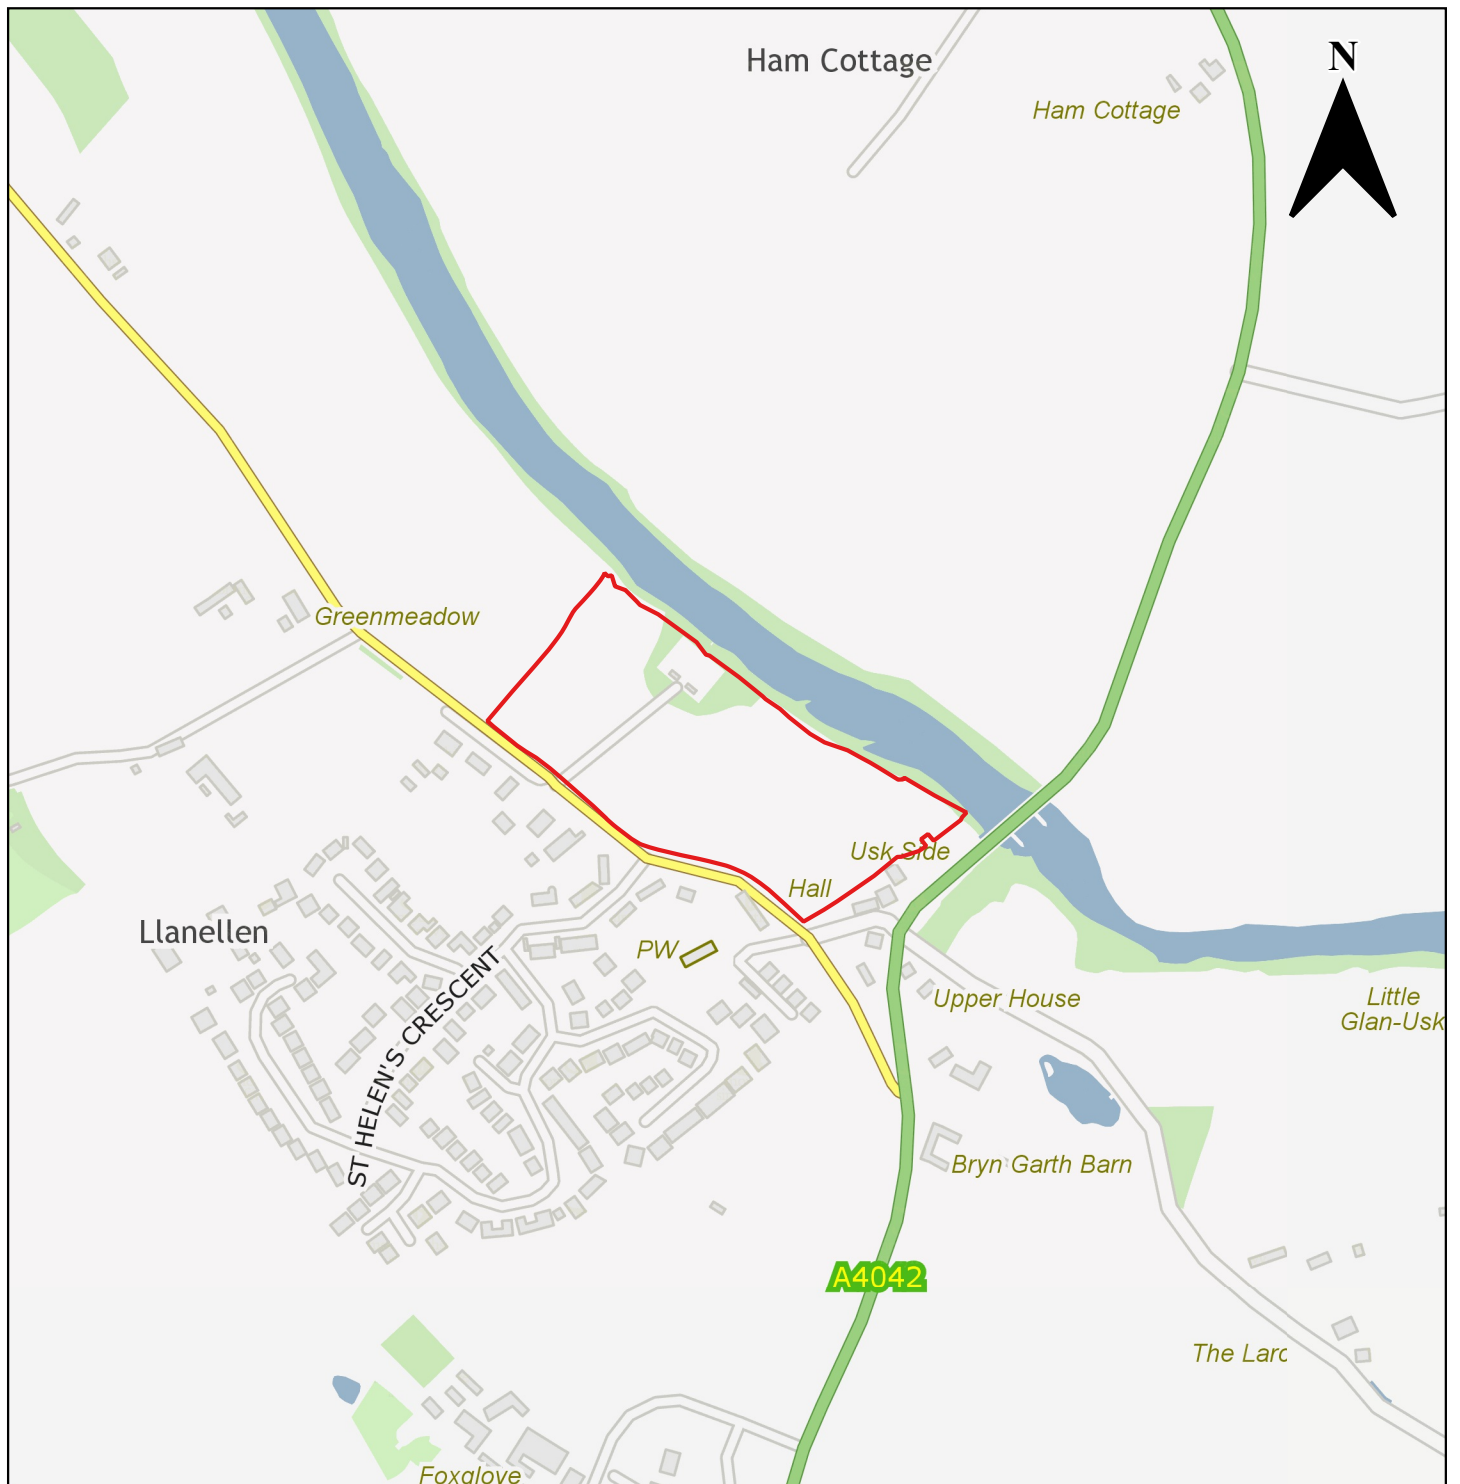 N
Ham Cottage
Ham Cottage
Greenmeadow
Usk Side
Hall
Llanellen
PW
ST HELEN'S CRESCENT
Upper House
Little
Glan-Usk
Bryn Garth Barn
A4042
The Larc
Foxglove